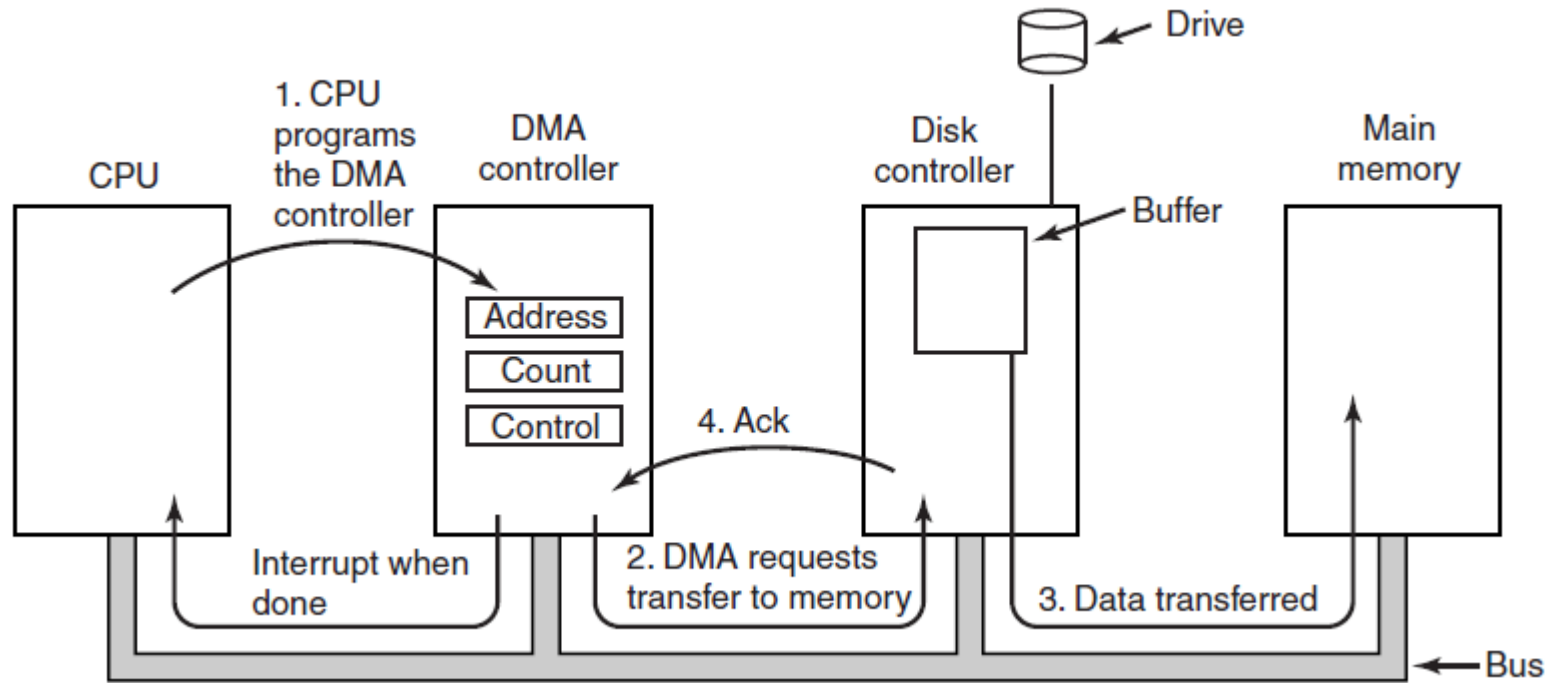 Drive
1. CPU
programs
the DMA
controller
CPU
DMA
controller
Disk
controller
Main
memory
Buffer
Address
Count
Control
4. Ack
Interrupt when
done
2. DMA requests
transfer to memory
3. Data transferred
Bus